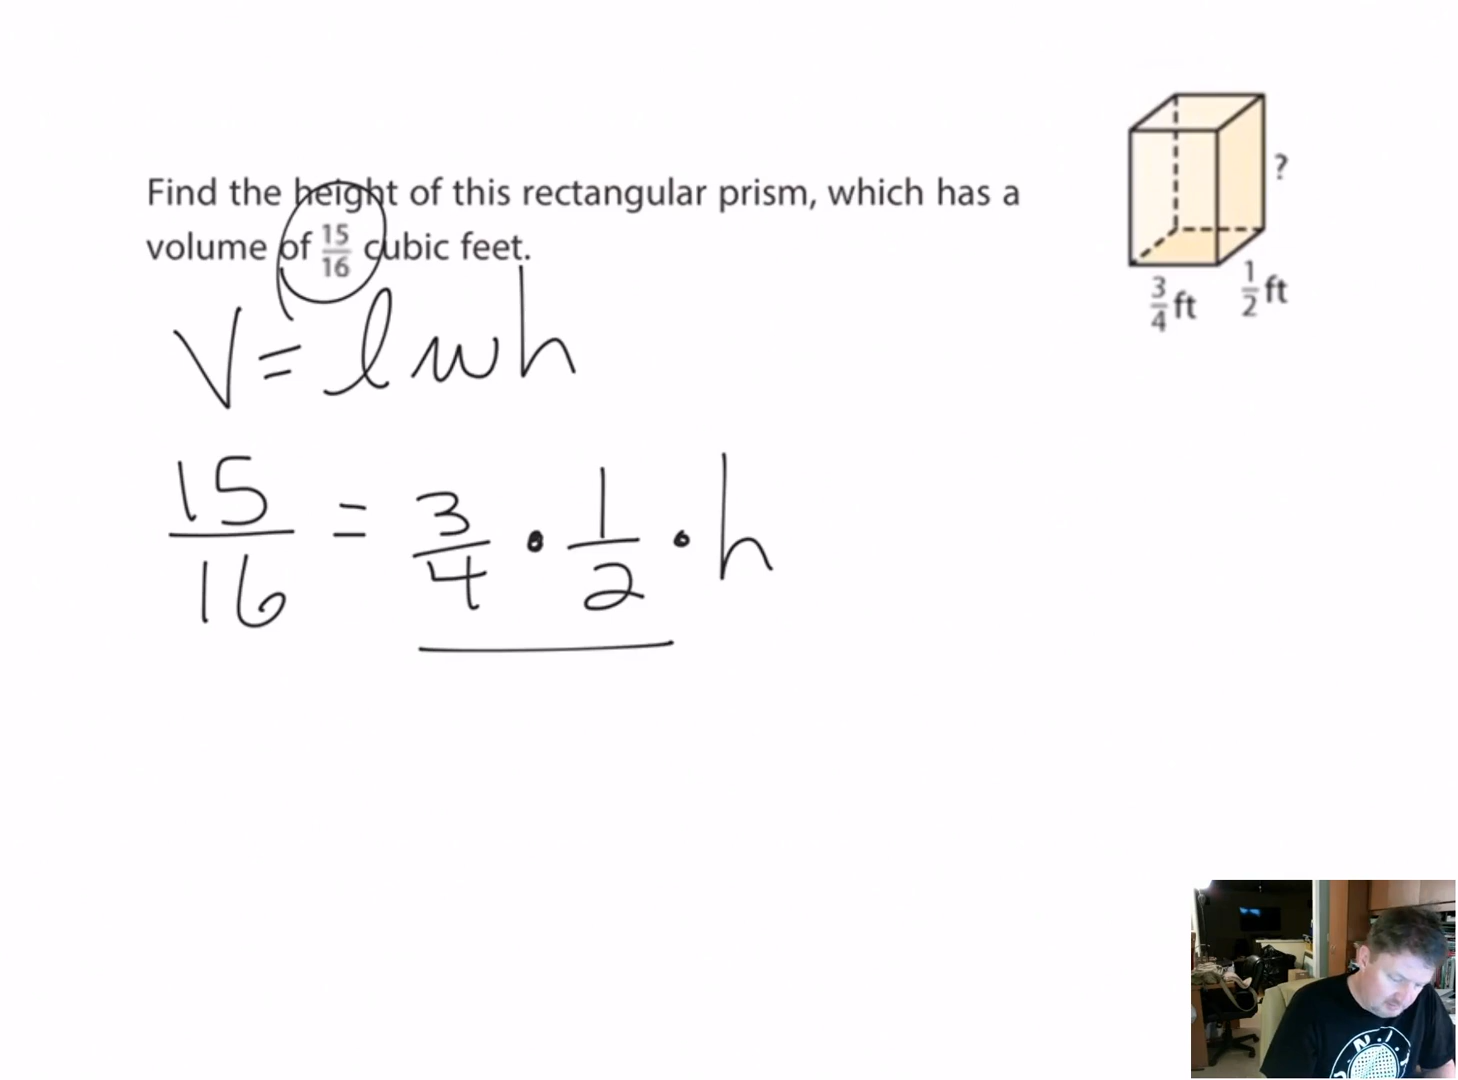 Find the height of this rectangular prism, which has a
volume of 15/16 cubic feet.
?
3/4 ft
1/2 ft
V = l w h
15/16 = 3/4 • 1/2 • h